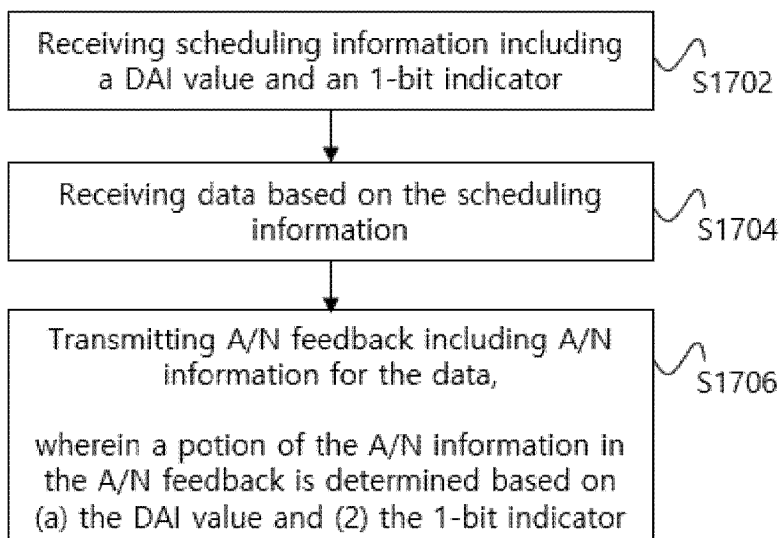 Receiving scheduling information including
a DAI value and an 1-bit indicator
S1702
Receiving data based on the scheduling
information
S1704
Transmitting A/N feedback including A/N
information for the data,
S1706
wherein a potion of the A/N information in
the A/N feedback is determined based on
(a) the DAI value and (2) the 1-bit indicator